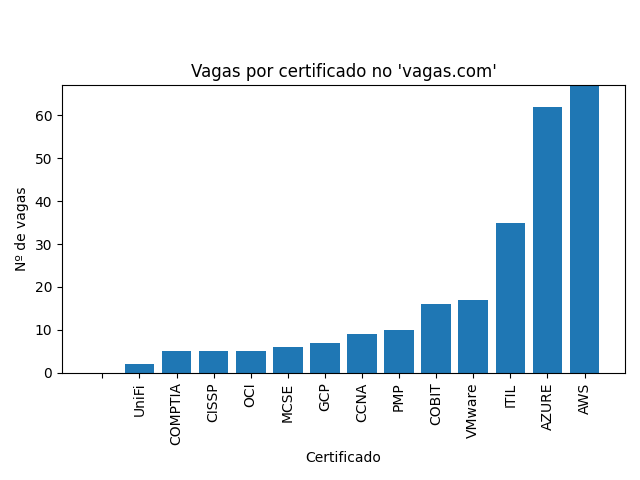 Vagas por certificado no 'vagas.com'
Nº de vagas
60
50
40
30
20
10
0
UniFi
COMPTIA
CISSP
OCI
MCSE
GCP
CCNA
PMP
COBIT
VMware
ITIL
AZURE
AWS
Certificado